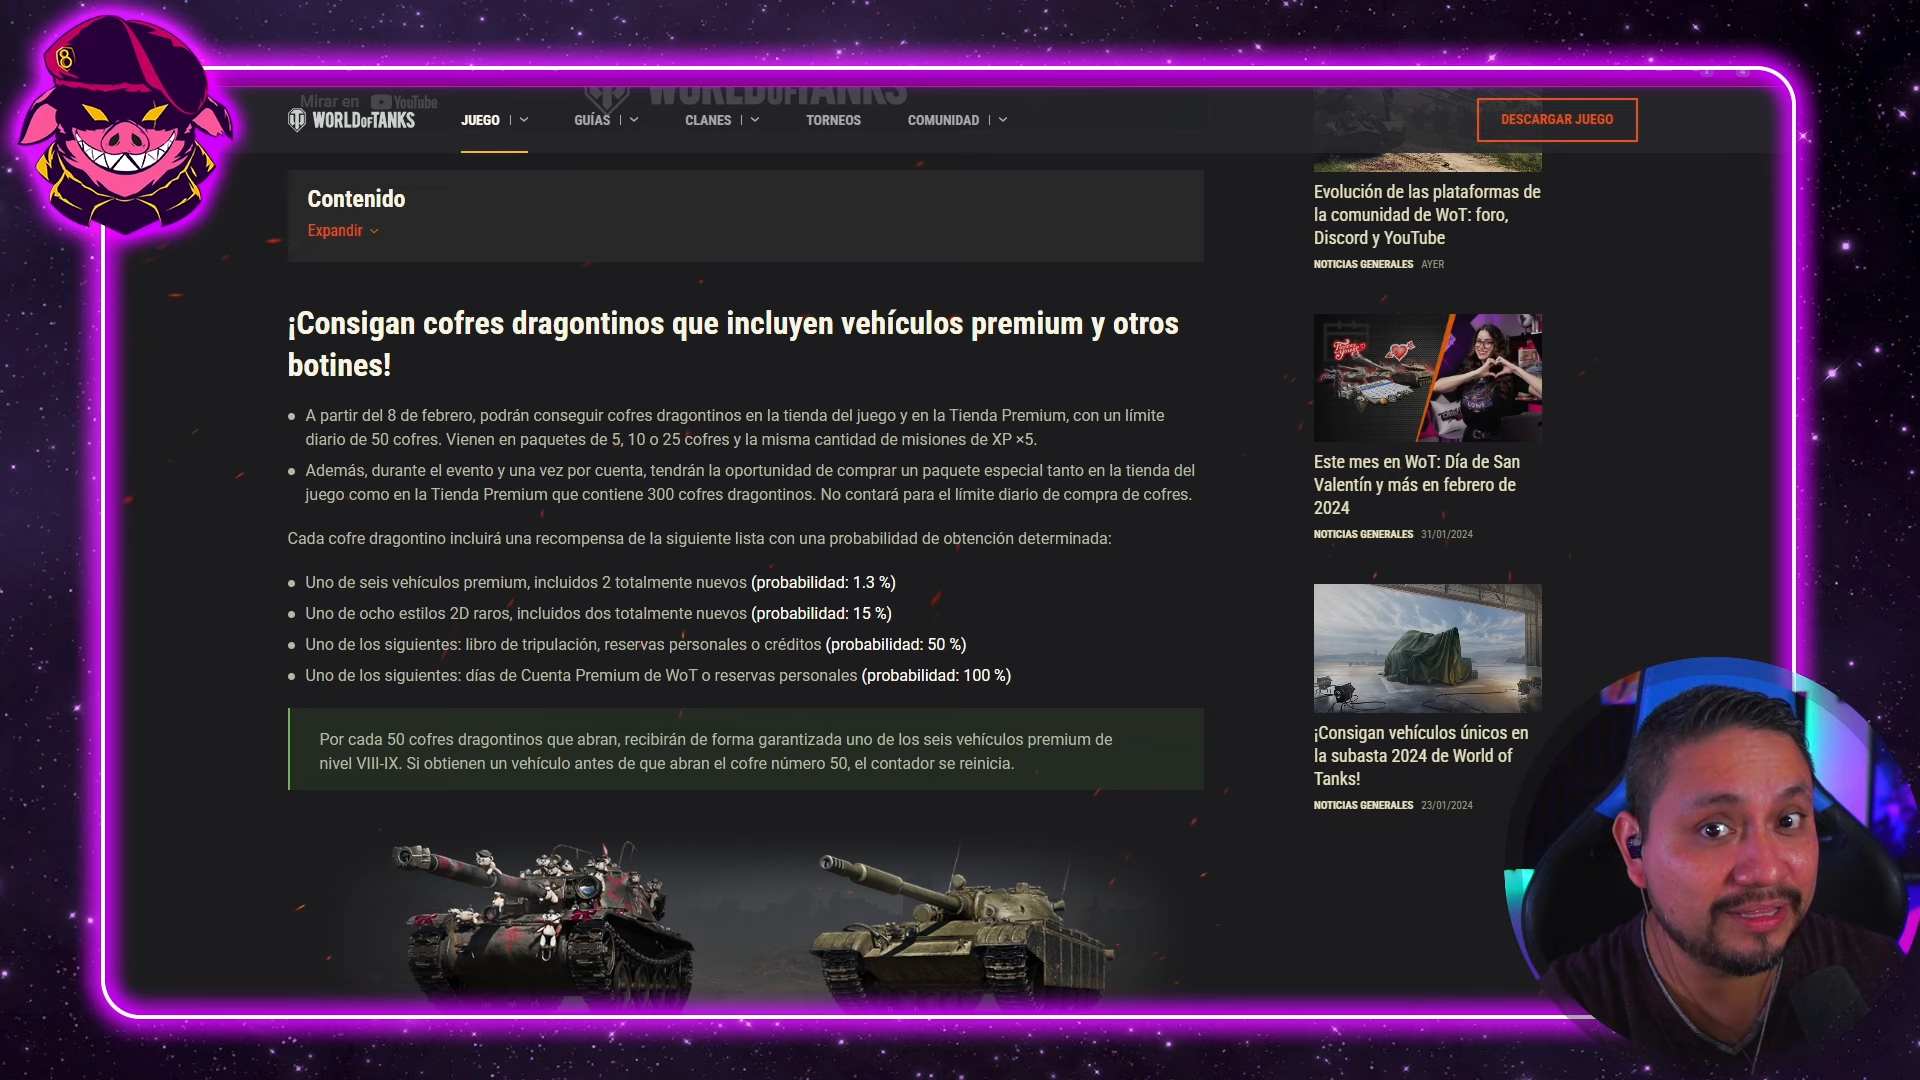 8
Mirar en YouTube
WORLD OF TANKS
WORLD OF TANKS
JUEGO
GUÍAS
CLANES
TORNEOS
COMUNIDAD
DESCARGAR JUEGO
Contenido
Expandir
¡Consigan cofres dragontinos que incluyen vehículos premium y otros
botines!
A partir del 8 de febrero, podrán conseguir cofres dragontinos en la tienda del juego y en la Tienda Premium, con un límite
diario de 50 cofres. Vienen en paquetes de 5, 10 o 25 cofres y la misma cantidad de misiones de XP ×5.
Además, durante el evento y una vez por cuenta, tendrán la oportunidad de comprar un paquete especial tanto en la tienda del
juego como en la Tienda Premium que contiene 300 cofres dragontinos. No contará para el límite diario de compra de cofres.
Cada cofre dragontino incluirá una recompensa de la siguiente lista con una probabilidad de obtención determinada:
Uno de seis vehículos premium, incluidos 2 totalmente nuevos (probabilidad: 1.3 %)
Uno de ocho estilos 2D raros, incluidos dos totalmente nuevos (probabilidad: 15 %)
Uno de los siguientes: libro de tripulación, reservas personales o créditos (probabilidad: 50 %)
Uno de los siguientes: días de Cuenta Premium de WoT o reservas personales (probabilidad: 100 %)
Por cada 50 cofres dragontinos que abran, recibirán de forma garantizada uno de los seis vehículos premium de
nivel VIII-IX. Si obtienen un vehículo antes de que abran el cofre número 50, el contador se reinicia.
Evolución de las plataformas de
la comunidad de WoT: foro,
Discord y YouTube
NOTICIAS GENERALES AYER
Este mes en WoT: Día de San
Valentín y más en febrero de
2024
NOTICIAS GENERALES 31/01/2024
¡Consigan vehículos únicos en
la subasta 2024 de World of
Tanks!
NOTICIAS GENERALES 23/01/2024